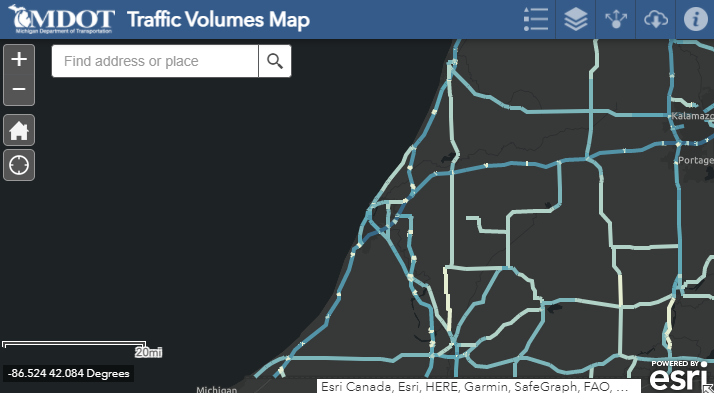 MDOT
Michigan Department of Transportation
Traffic Volumes Map
i
+
Find address or place
−
Kalamazo
Portage
20mi
-86.524 42.084 Degrees
Michigan
POWERED BY
esri
Esri Canada, Esri, HERE, Garmin, SafeGraph, FAO, ...